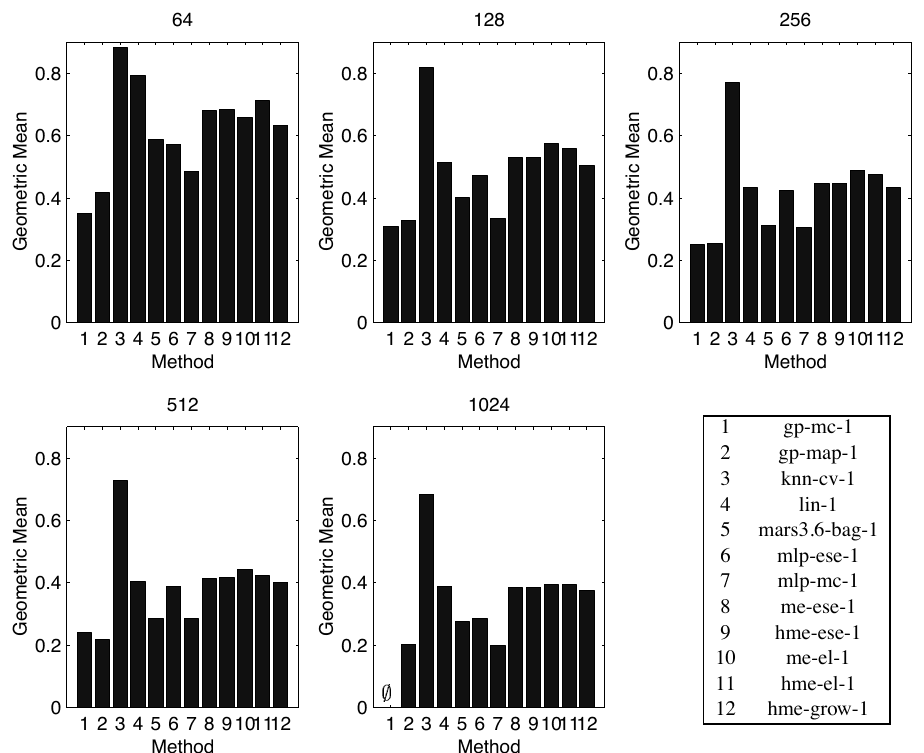 64
128
256
Geometric Mean
0.8
0.6
0.4
0.2
0
1 2 3 4 5 6 7 8 9 10 11 12
Method
Geometric Mean
0.8
0.6
0.4
0.2
0
1 2 3 4 5 6 7 8 9 10 11 12
Method
Geometric Mean
0.8
0.6
0.4
0.2
0
1 2 3 4 5 6 7 8 9 10 11 12
Method
512
1024
Geometric Mean
0.8
0.6
0.4
0.2
0
1 2 3 4 5 6 7 8 9 10 11 12
Method
Geometric Mean
0.8
0.6
0.4
0.2
0
∅
1 2 3 4 5 6 7 8 9 10 11 12
Method
1 gp-mc-1
2 gp-map-1
3 knn-cv-1
4 lin-1
5 mars3.6-bag-1
6 mlp-ese-1
7 mlp-mc-1
8 me-ese-1
9 hme-ese-1
10 me-el-1
11 hme-el-1
12 hme-grow-1